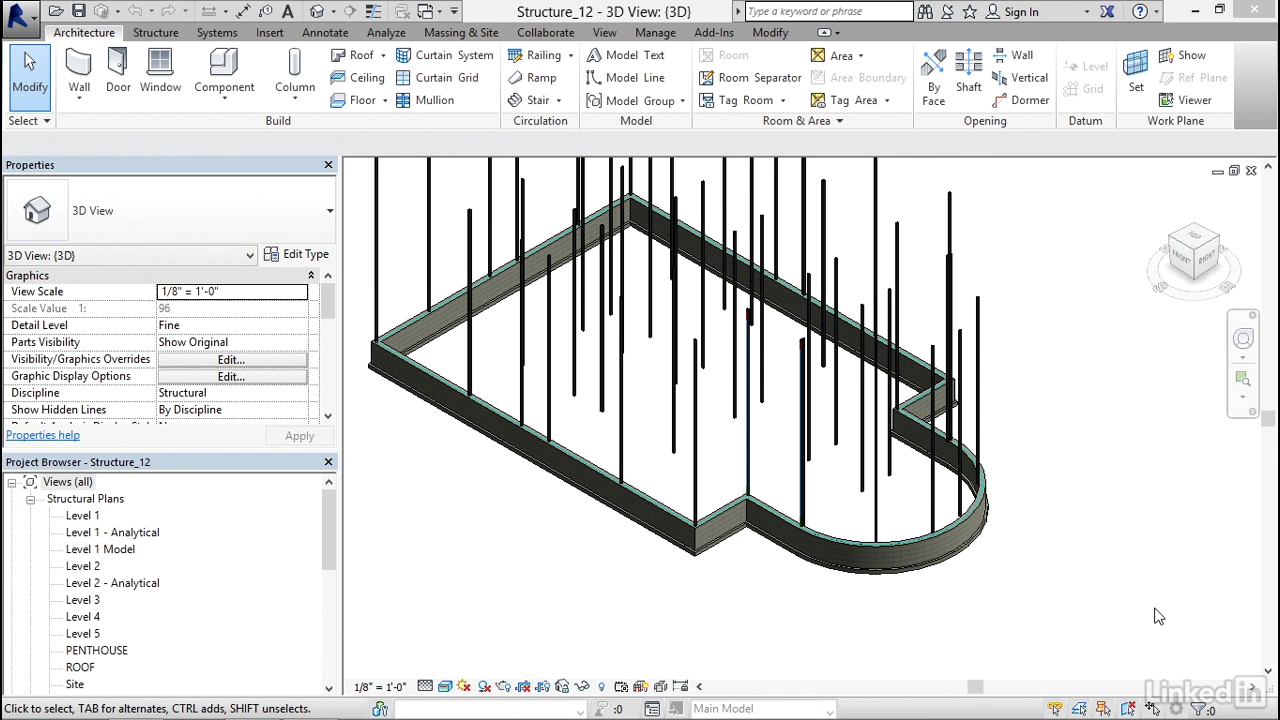 Structure_12 - 3D View: {3D}
Type a keyword or phrase
Sign In
Architecture Structure Systems Insert Annotate Analyze Massing & Site Collaborate View Manage Add-Ins Modify
Modify Wall Door Window Component Column
Roof Curtain System
Ceiling Curtain Grid
Floor Mullion
Railing
Ramp
Stair
Model Text
Model Line
Model Group
Room
Room Separator
Tag Room
Area
Area Boundary
Tag Area
By Face
Shaft
Wall
Vertical
Dormer
Level
Grid
Set
Show
Ref Plane
Viewer
Select Build Circulation Model Room & Area Opening Datum Work Plane
Properties
3D View
3D View: {3D} Edit Type
Graphics
View Scale 1/8" = 1'-0"
Scale Value 1: 96
Detail Level Fine
Parts Visibility Show Original
Visibility/Graphics Overrides Edit...
Graphic Display Options Edit...
Discipline Structural
Show Hidden Lines By Discipline
Properties help Apply
Project Browser - Structure_12
Views (all)
Structural Plans
Level 1
Level 1 - Analytical
Level 1 Model
Level 2
Level 2 - Analytical
Level 3
Level 4
Level 5
PENTHOUSE
ROOF
Site
TOP
FRONT RIGHT
1/8" = 1'-0"
Click to select, TAB for alternates, CTRL adds, SHIFT unselects.
:0
Main Model
:0
Linked in